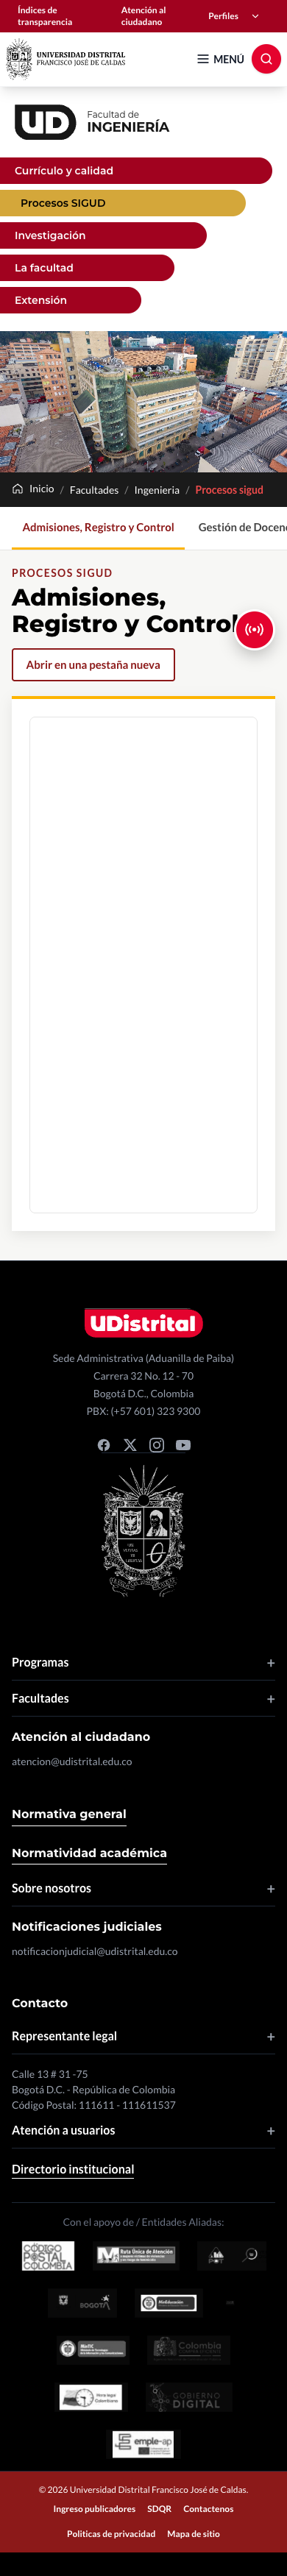 Índices de
transparencia
Atención al
ciudadano
Perfiles
UNIVERSIDAD DISTRITAL
FRANCISCO JOSÉ DE CALDAS
MENÚ
UD
Facultad de
INGENIERÍA
Currículo y calidad
Procesos SIGUD
Investigación
La facultad
Extensión
Inicio / Facultades / Ingenieria / Procesos sigud
Admisiones, Registro y Control
Gestión de Docen
PROCESOS SIGUD
Admisiones,
Registro y Control
Abrir en una pestaña nueva
UDistrital
Sede Administrativa (Aduanilla de Paiba)
Carrera 32 No. 12 - 70
Bogotá D.C., Colombia
PBX: (+57 601) 323 9300
Programas +
Facultades +
Atención al ciudadano
atencion@udistrital.edu.co
Normativa general
Normatividad académica
Sobre nosotros +
Notificaciones judiciales
notificacionjudicial@udistrital.edu.co
Contacto
Representante legal +
Calle 13 # 31 -75
Bogotá D.C. - República de Colombia
Código Postal: 111611 - 111611537
Atención a usuarios +
Directorio institucional
Con el apoyo de / Entidades Aliadas:
CÓDIGO
POSTAL
COLOMBIA
Ruta Única de Atención
BOGOTÁ
MinEducación
MinTIC
Colombia
GOBIERNO
DIGITAL
Emple-ap
© 2026 Universidad Distrital Francisco José de Caldas.
Ingreso publicadores
SDQR
Contactenos
Politicas de privacidad
Mapa de sitio